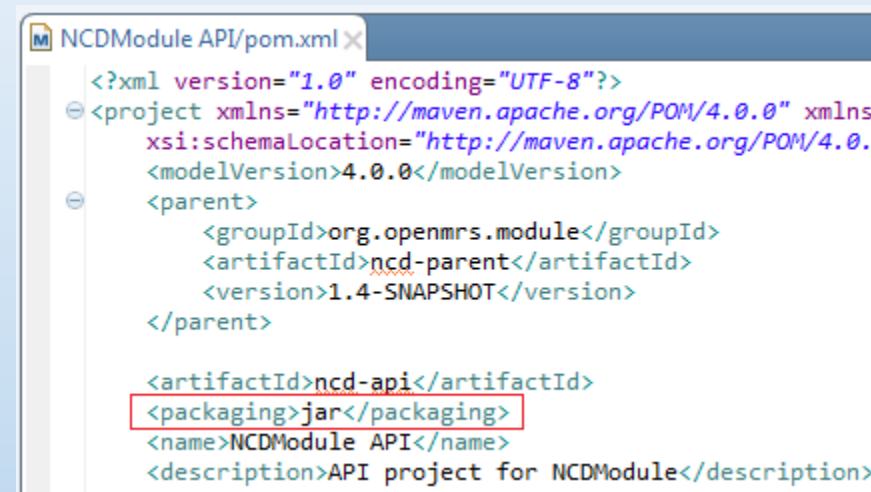 NCDModule API/pom.xml
<?xml version="1.0" encoding="UTF-8"?>
<project xmlns="http://maven.apache.org/POM/4.0.0" xmlns
xsi:schemaLocation="http://maven.apache.org/POM/4.0.
<modelVersion>4.0.0</modelVersion>
<parent>
<groupId>org.openmrs.module</groupId>
<artifactId>ncd-parent</artifactId>
<version>1.4-SNAPSHOT</version>
</parent>
<artifactId>ncd-api</artifactId>
<packaging>jar</packaging>
<name>NCDModule API</name>
<description>API project for NCDModule</description>